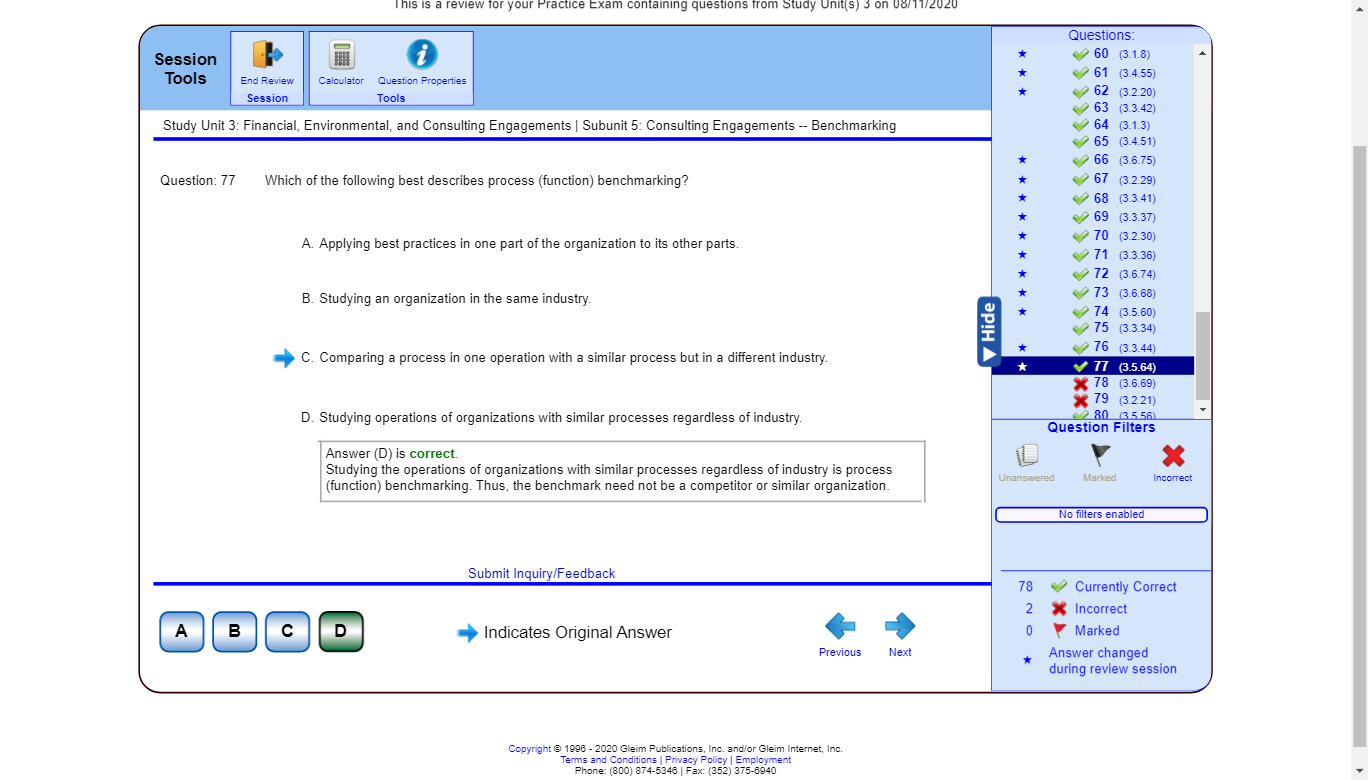 This is a review for your Practice Exam containing questions from Study Unit(s) 3 on 08/11/2020
Session
Tools
End Review
Session
Calculator
Question Properties
Tools
Study Unit 3: Financial, Environmental, and Consulting Engagements | Subunit 5: Consulting Engagements -- Benchmarking
Question: 77 Which of the following best describes process (function) benchmarking?
A. Applying best practices in one part of the organization to its other parts.
B. Studying an organization in the same industry.
C. Comparing a process in one operation with a similar process but in a different industry.
D. Studying operations of organizations with similar processes regardless of industry.
Answer (D) is correct.
Studying the operations of organizations with similar processes regardless of industry is process
(function) benchmarking. Thus, the benchmark need not be a competitor or similar organization.
Submit Inquiry/Feedback
A B C D
Indicates Original Answer
Previous
Next
Hide
Questions:
60 (3.1.8)
61 (3.4.55)
62 (3.2.20)
63 (3.3.42)
64 (3.1.3)
65 (3.4.51)
66 (3.6.75)
67 (3.2.29)
68 (3.3.41)
69 (3.3.37)
70 (3.2.30)
71 (3.3.36)
72 (3.6.74)
73 (3.6.68)
74 (3.5.60)
75 (3.3.34)
76 (3.3.44)
77 (3.5.64)
78 (3.6.69)
79 (3.2.21)
80 (3.5.56)
Question Filters
Unanswered
Marked
Incorrect
No filters enabled
78 Currently Correct
2 Incorrect
0 Marked
Answer changed
during review session
Copyright © 1996 - 2020 Gleim Publications, Inc. and/or Gleim Internet, Inc.
Terms and Conditions | Privacy Policy | Employment
Phone: (800) 874-5346 | Fax: (352) 375-6940